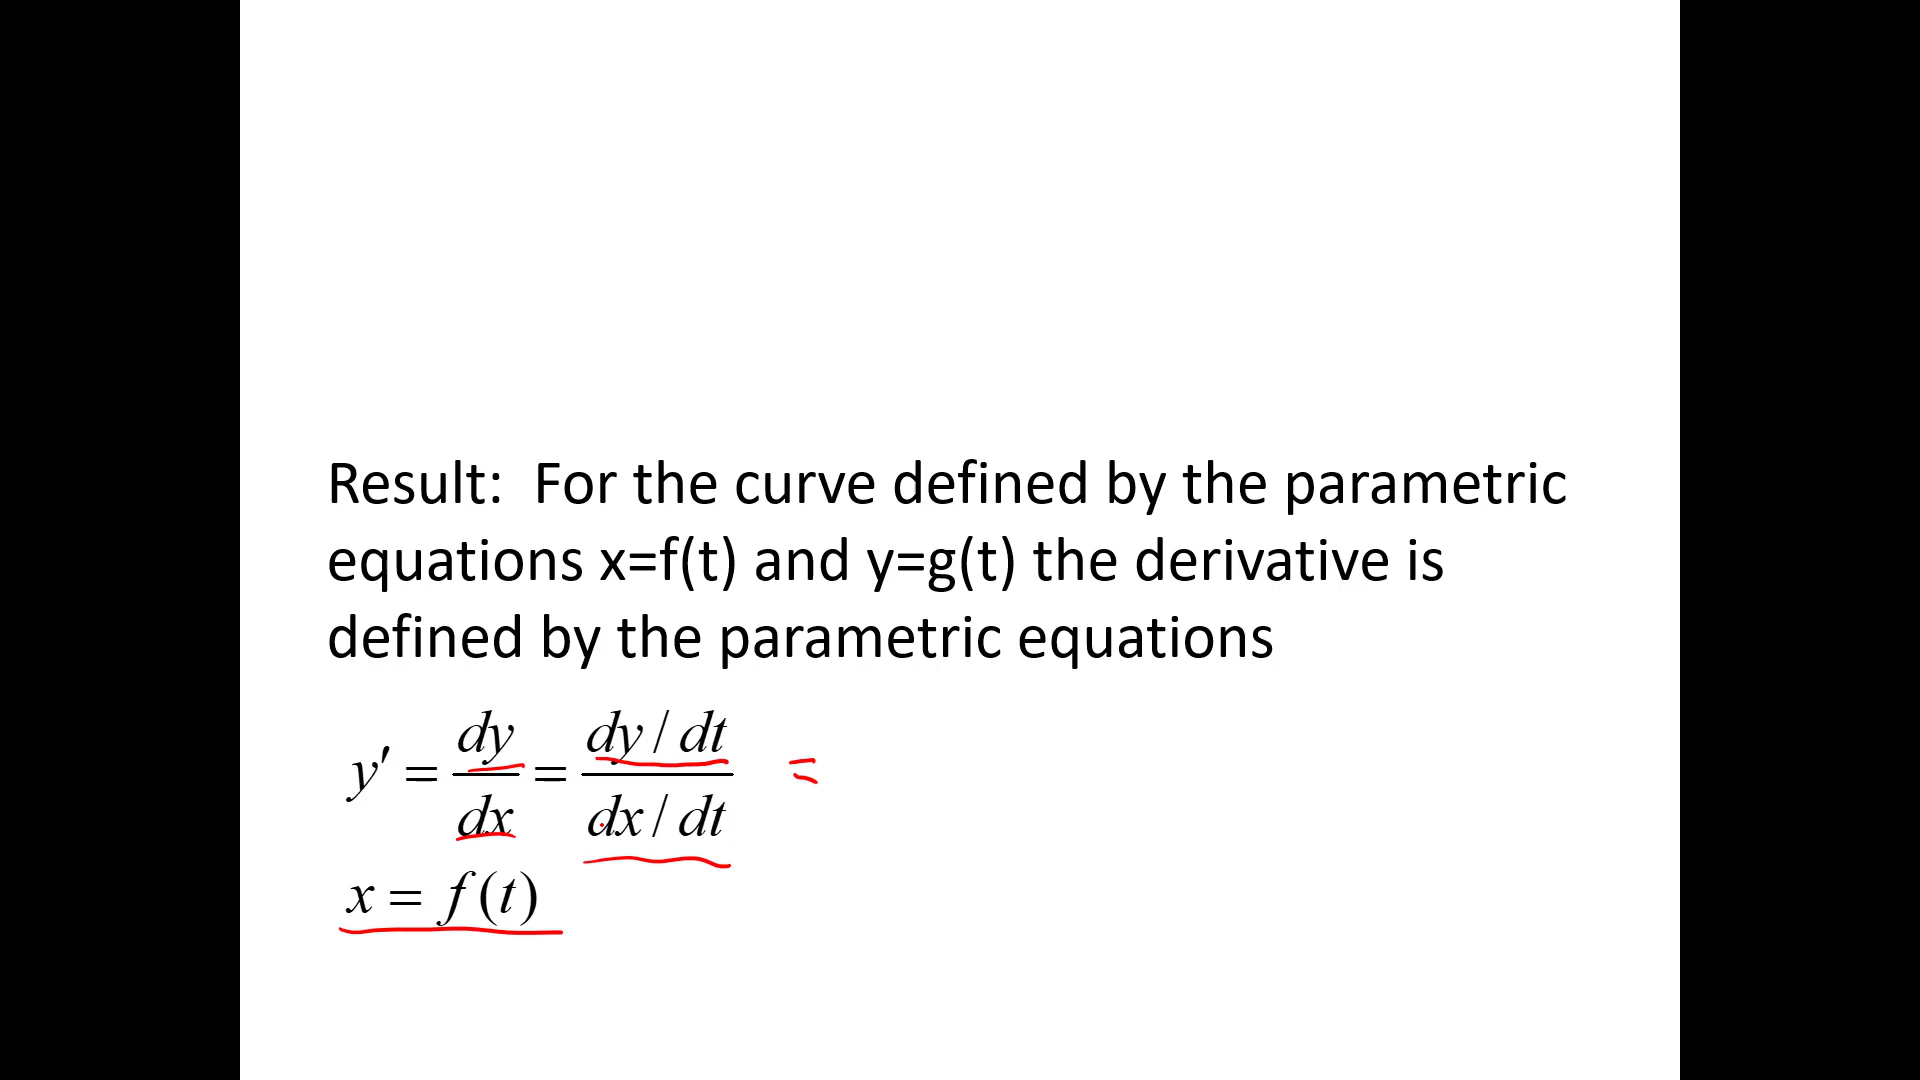 Result: For the curve defined by the parametric
equations x=f(t) and y=g(t) the derivative is
defined by the parametric equations
y′ = dy/dx = (dy / dt)/(dx / dt) =
x = f(t)